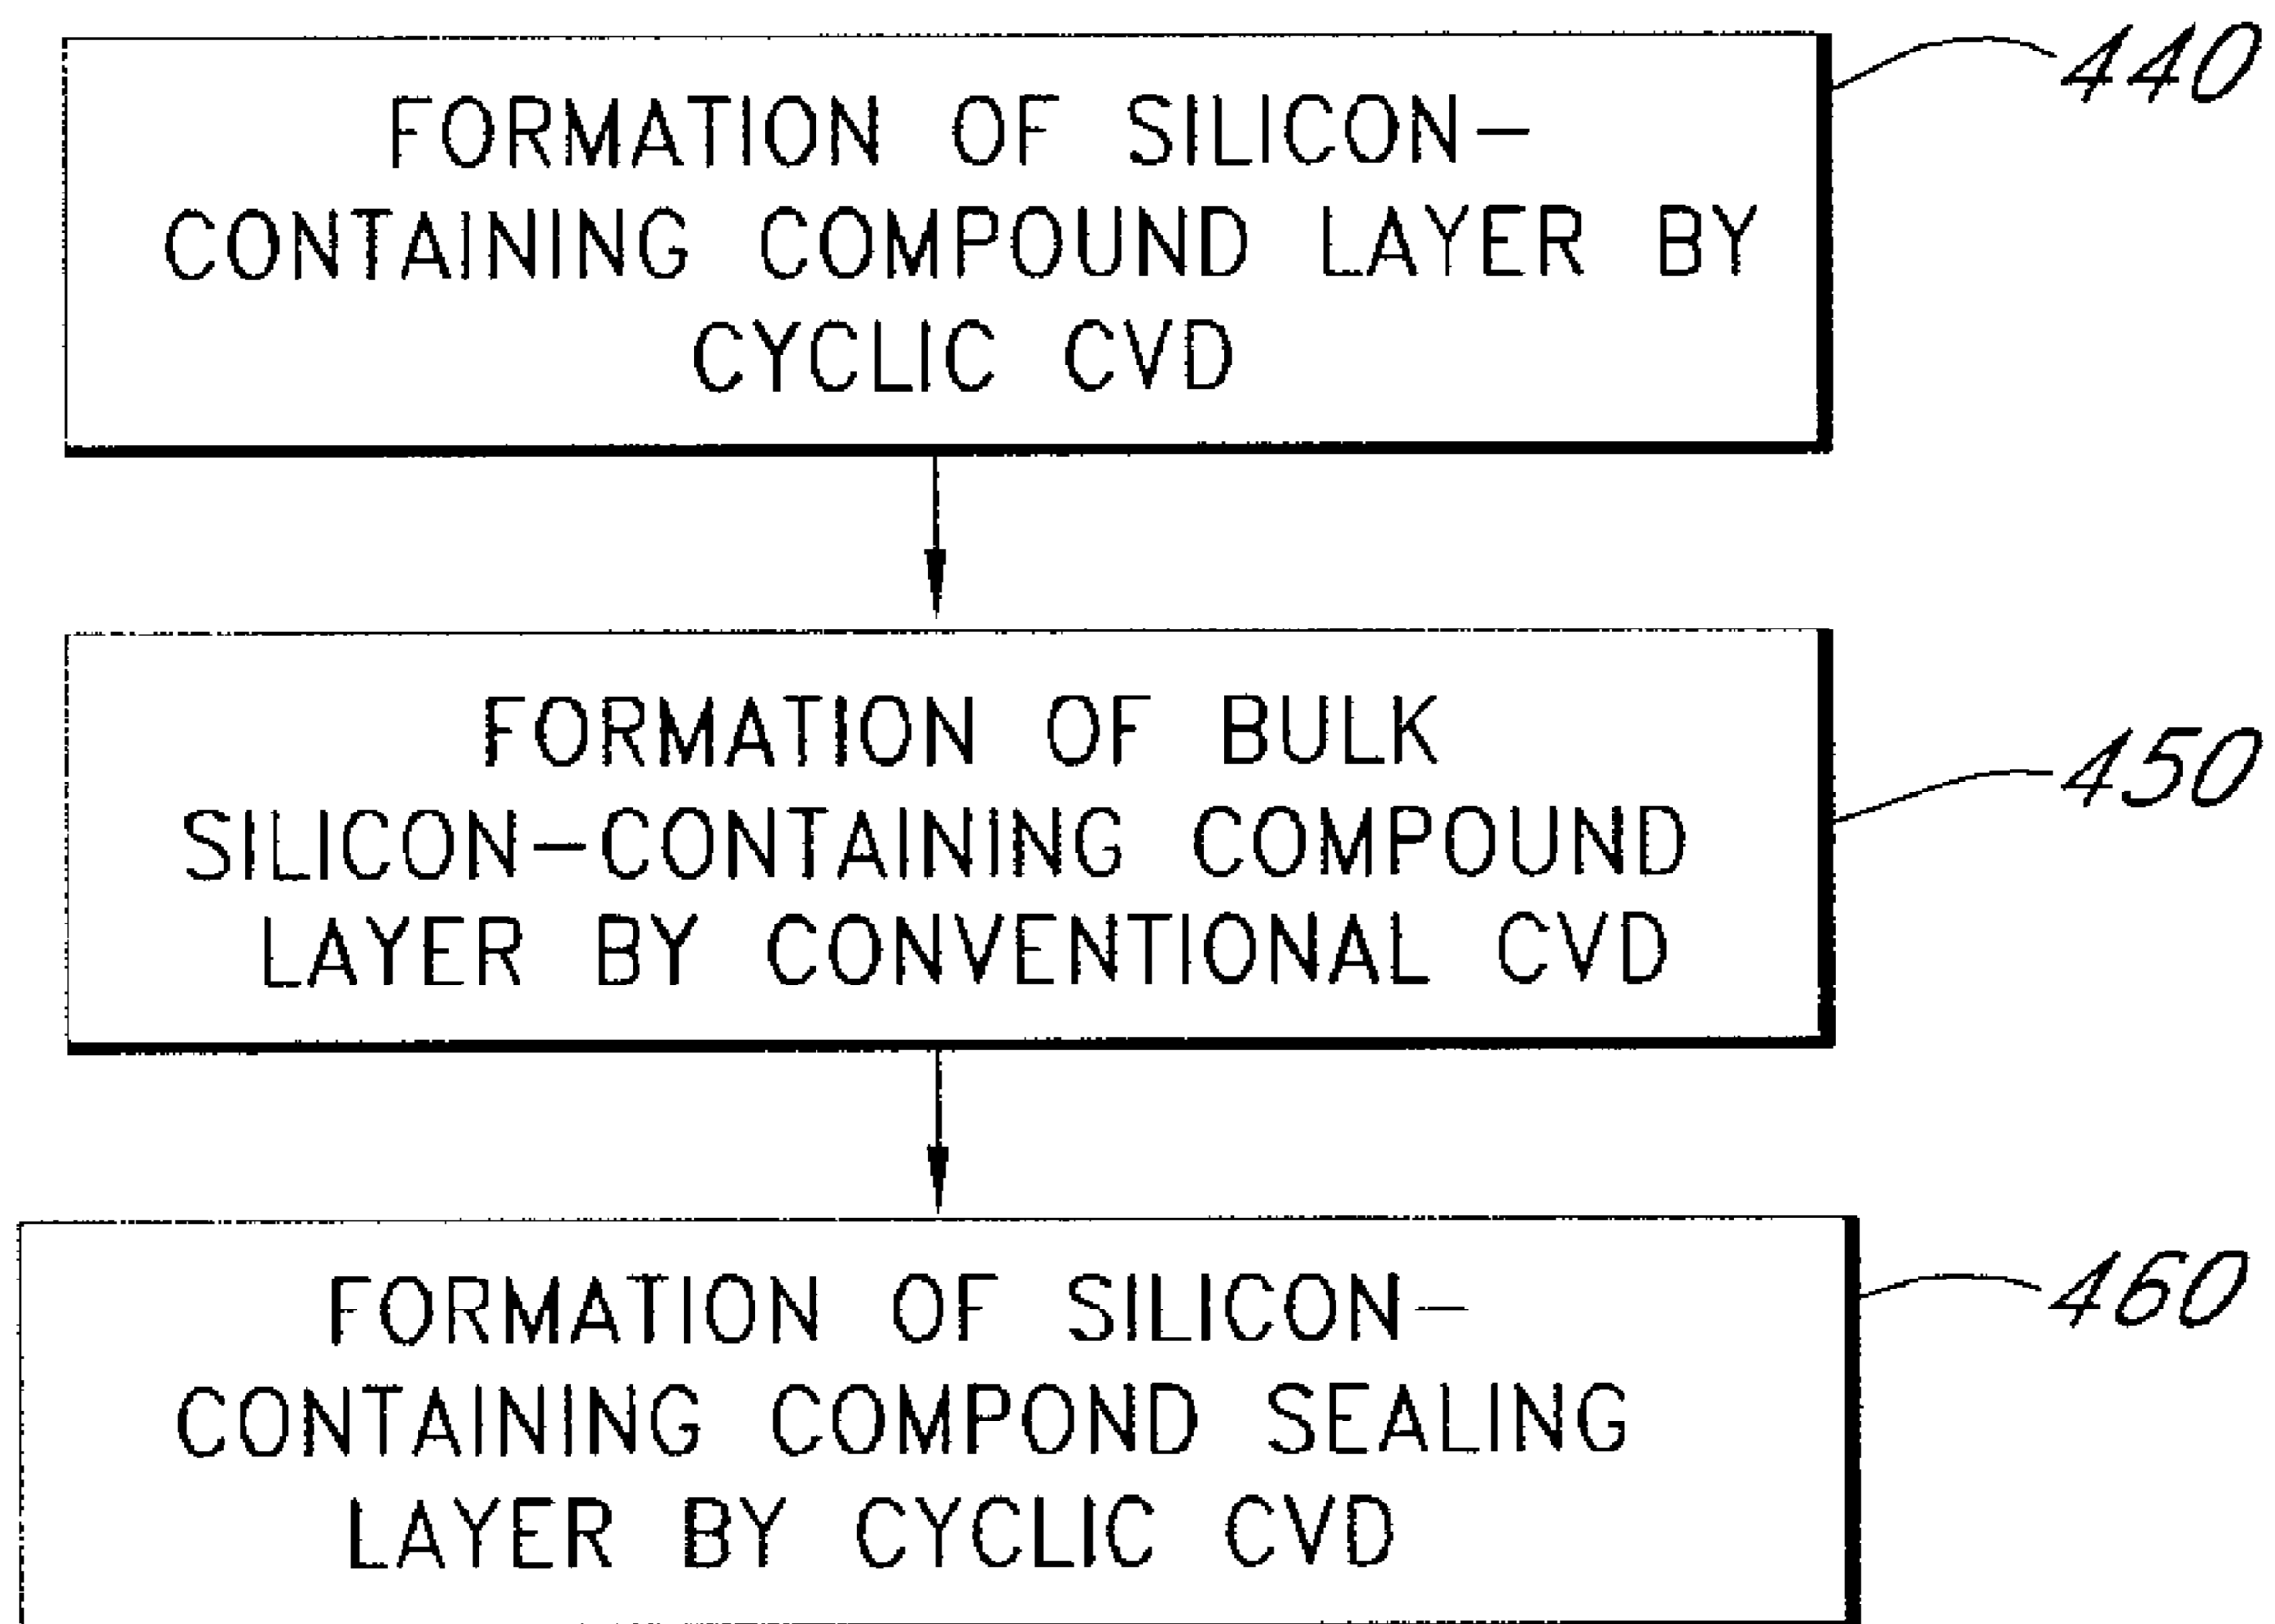 FORMATION OF SILICON-
CONTAINING COMPOUND LAYER BY
CYCLIC CVD
440
FORMATION OF BULK
SILICON-CONTAINING COMPOUND
LAYER BY CONVENTIONAL CVD
450
FORMATION OF SILICON-
CONTAINING COMPOND SEALING
LAYER BY CYCLIC CVD
460